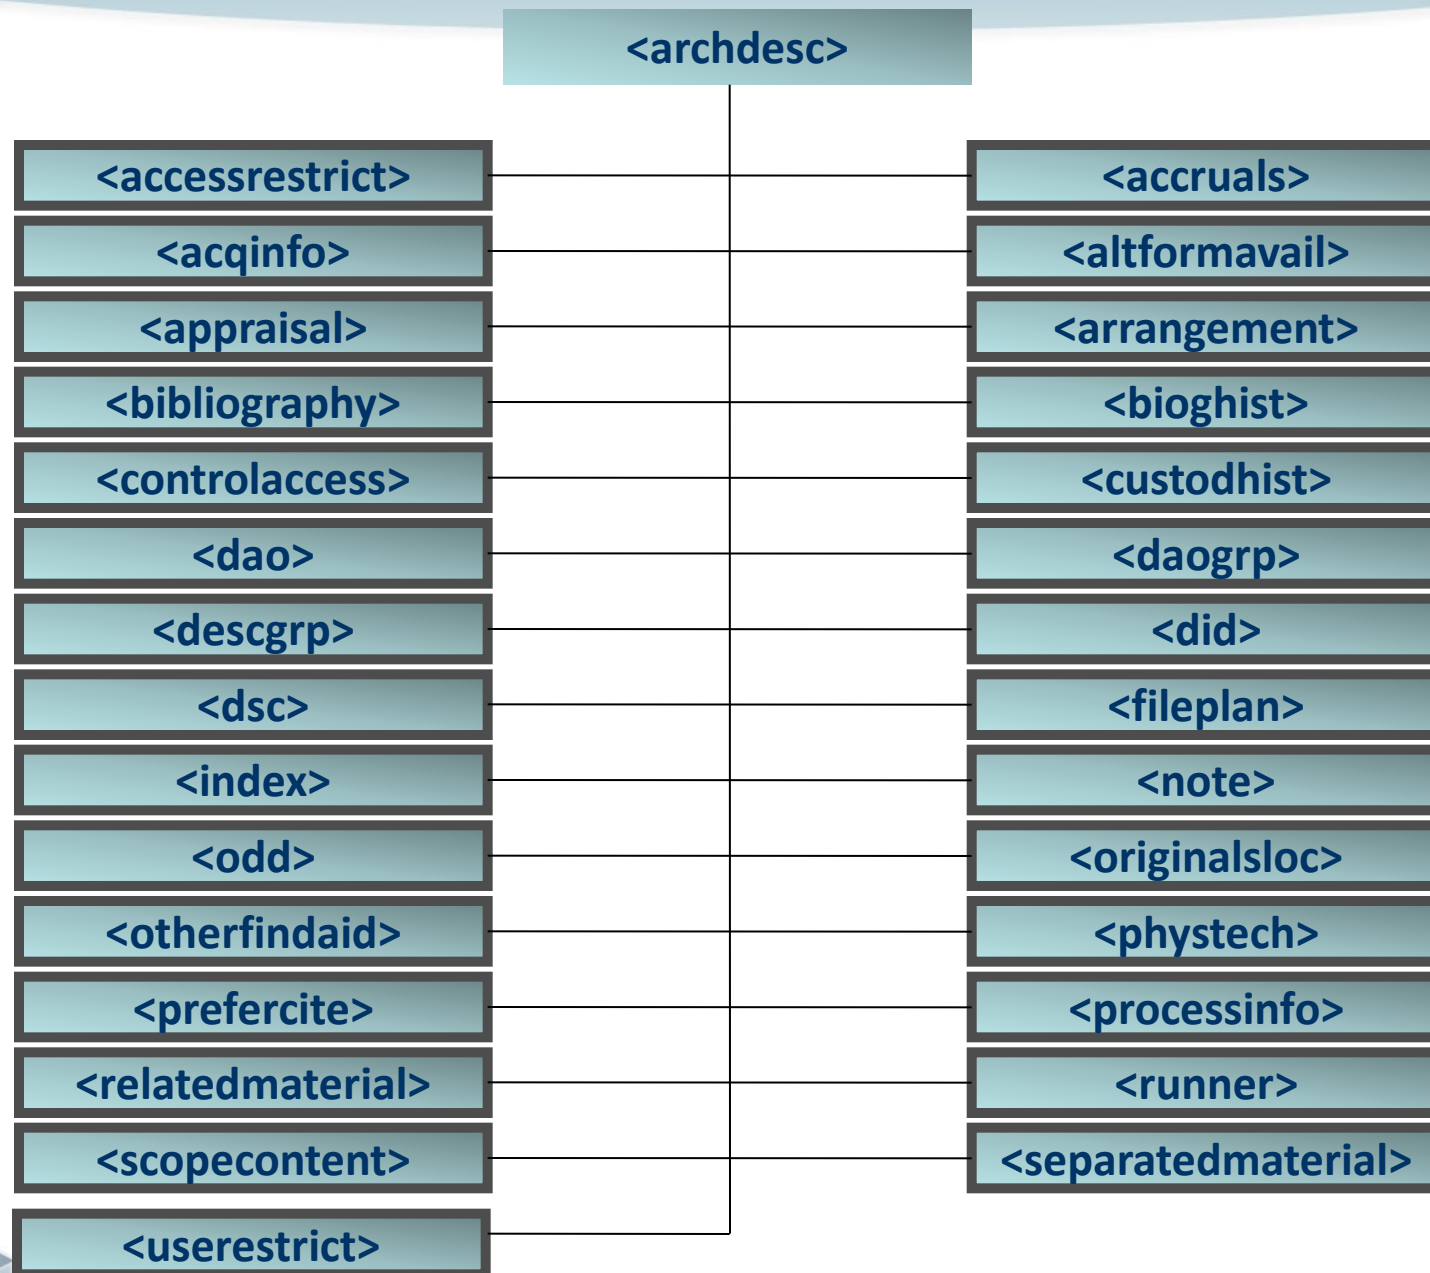 <archdesc>
<accessrestrict>
<accruals>
<acqinfo>
<altformavail>
<appraisal>
<arrangement>
<bibliography>
<bioghist>
<controlaccess>
<custodhist>
<dao>
<daogrp>
<descgrp>
<did>
<dsc>
<fileplan>
<index>
<note>
<odd>
<originalsloc>
<otherfindaid>
<phystech>
<prefercite>
<processinfo>
<relatedmaterial>
<runner>
<scopecontent>
<separatedmaterial>
<userestrict>